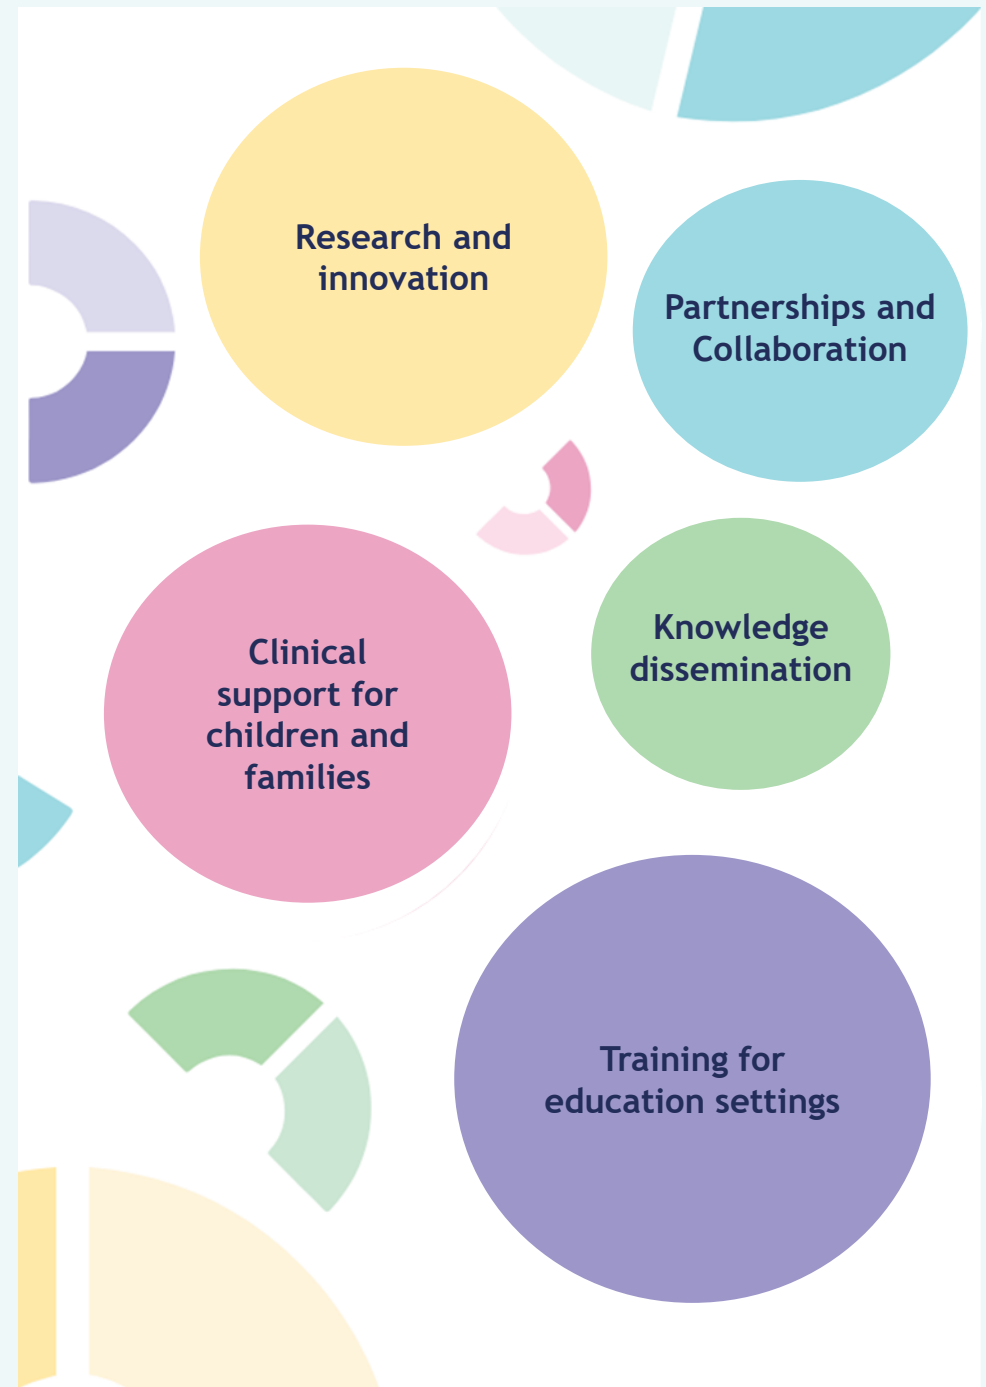 Research and
innovation
Partnerships and
Collaboration
Clinical
support for
children and
families
Knowledge
dissemination
Training for
education settings